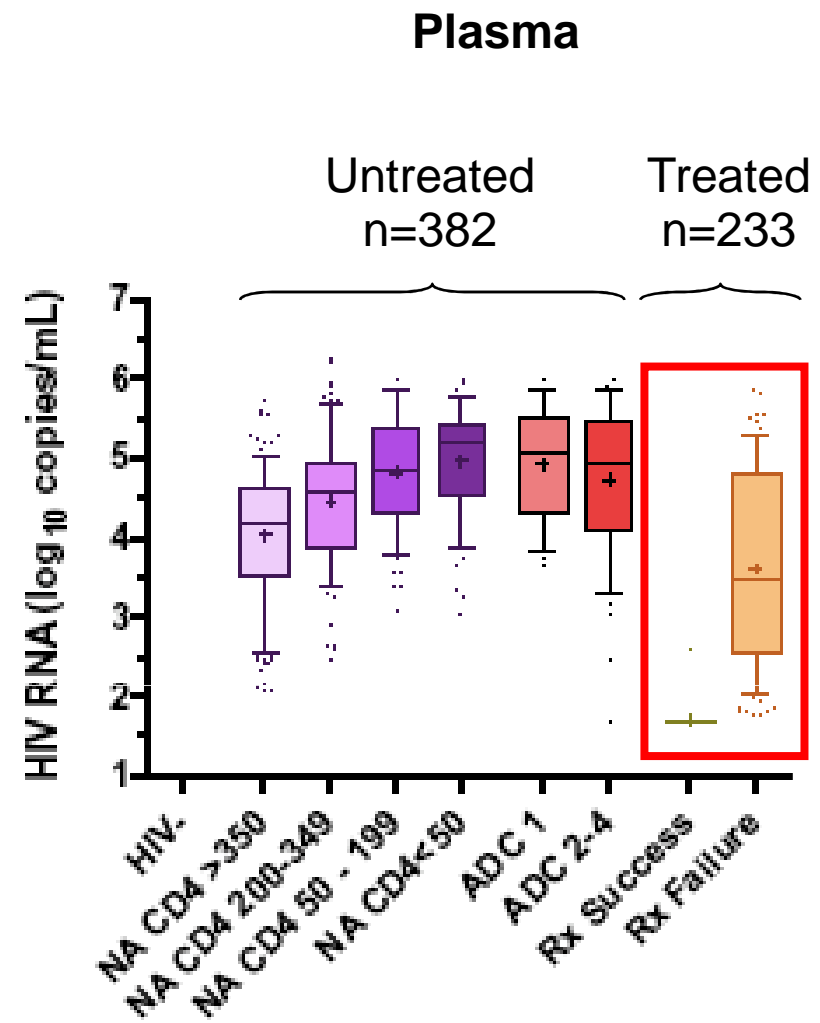 Plasma
Untreated
n=382
Treated
n=233
HIV RNA (log 10 copies/mL)
7
6
5
4
3
2
1
HIV-
NA CD4 >350
NA CD4 200-349
NA CD4 50 - 199
NA CD4<50
ADC 1
ADC 2-4
Rx Success
Rx Failure